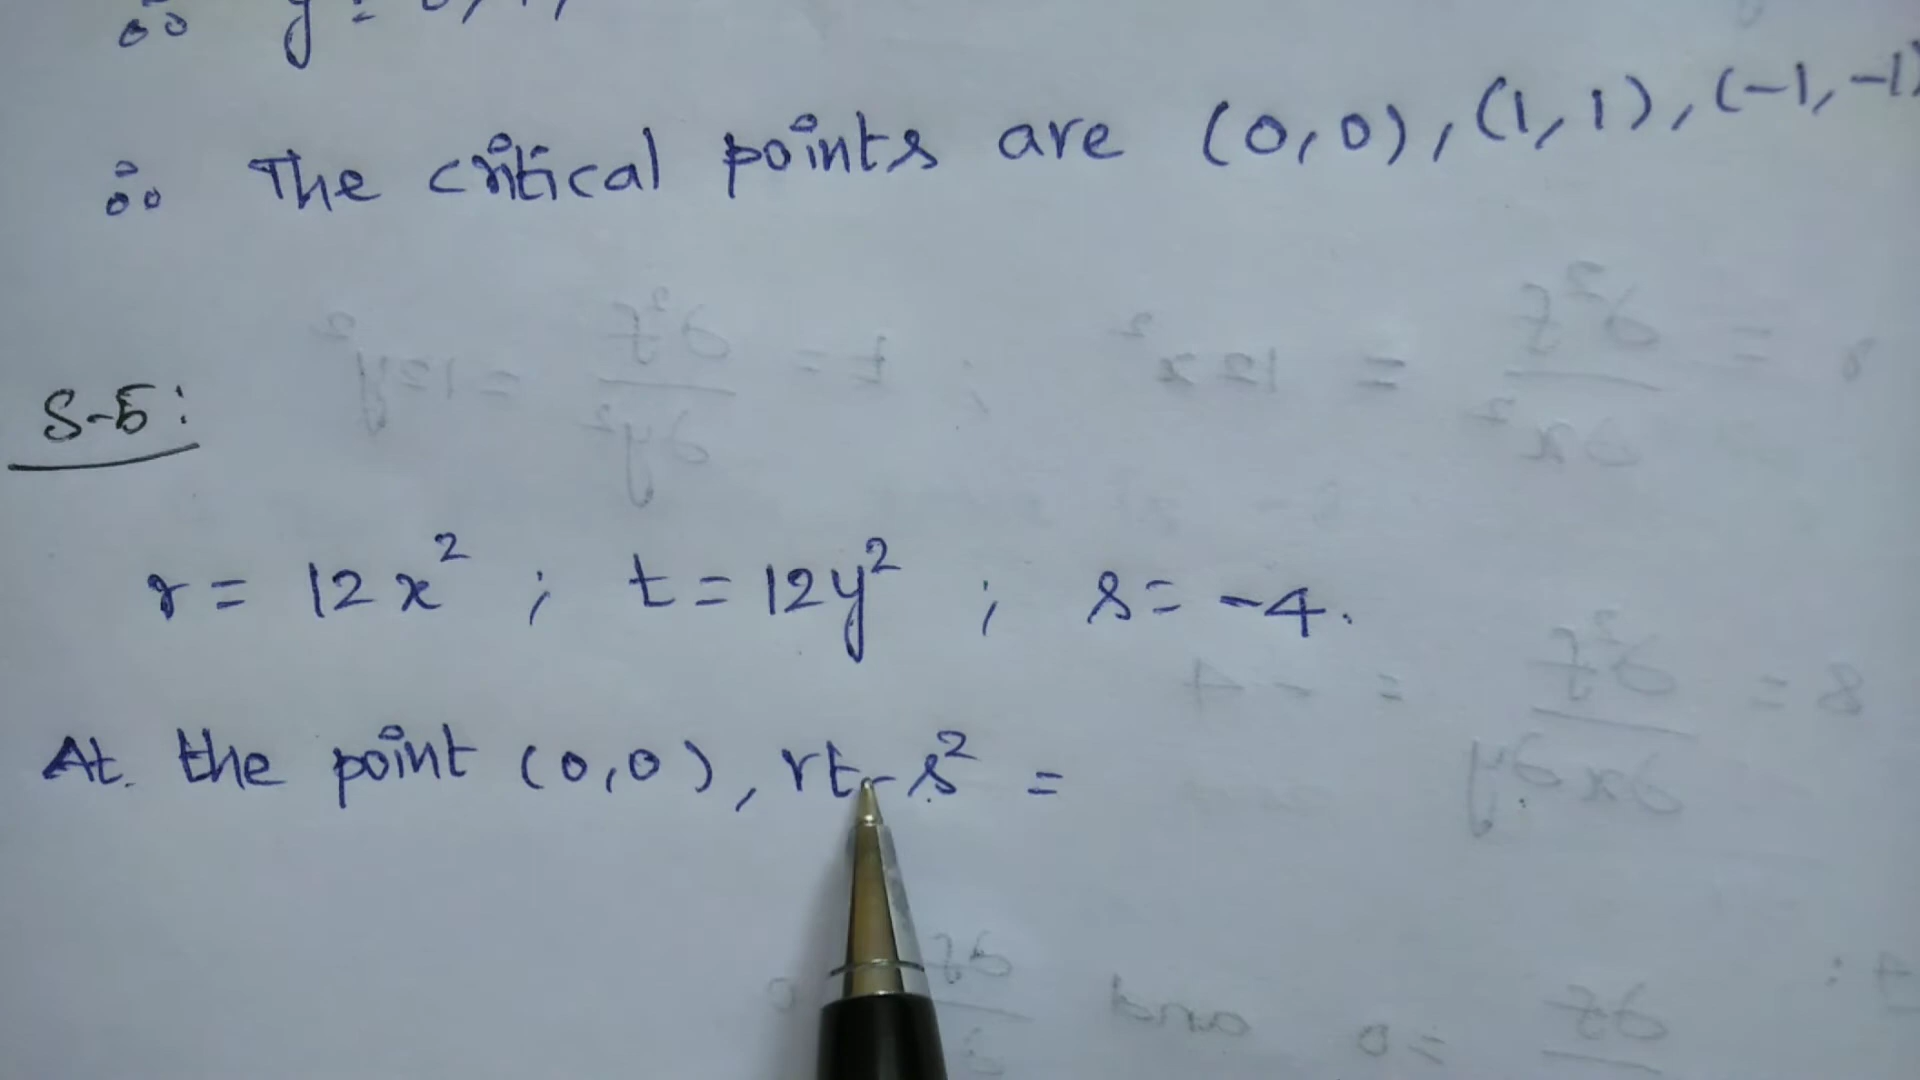 ∴ The critical points are (0,0), (1,1), (-1,-1)
S-5:
r = 12x² ; t = 12y² ; s = -4.
At the point (0,0), rt-s² =